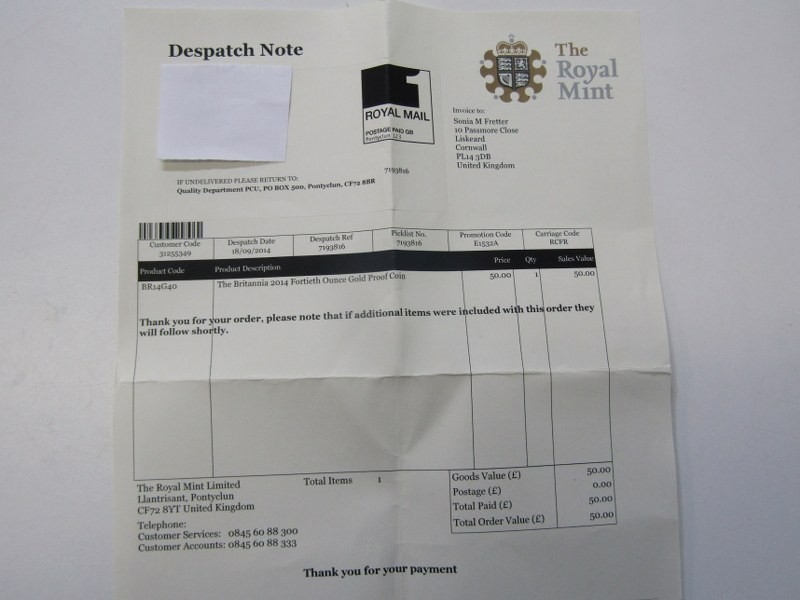 Despatch Note
The
Royal
Mint
1
ROYAL MAIL
POSTAGE PAID GB
Pontyclun 123
Invoice to:
Sonia M Fretter
10 Passmore Close
Liskeard
Cornwall
PL14 3DB
United Kingdom
7193816
IF UNDELIVERED PLEASE RETURN TO:
Quality Department PCU, PO BOX 500, Pontyclun, CF72 8BR
Customer Code Despatch Date Despatch Ref Picklist No. Promotion Code Carriage Code
31255349 18/09/2014 7193816 7193816 E1532A RCFR
Product Code Product Description Price Qty Sales Value
BR14G40 The Britannia 2014 Fortieth Ounce Gold Proof Coin 50.00 1 50.00
Thank you for your order, please note that if additional items were included with this order they
will follow shortly.
The Royal Mint Limited
Llantrisant, Pontyclun
CF72 8YT United Kingdom
Telephone:
Customer Services: 0845 60 88 300
Customer Accounts: 0845 60 88 333
Total Items 1
Goods Value (£) 50.00
Postage (£) 0.00
Total Paid (£) 50.00
Total Order Value (£) 50.00
Thank you for your payment